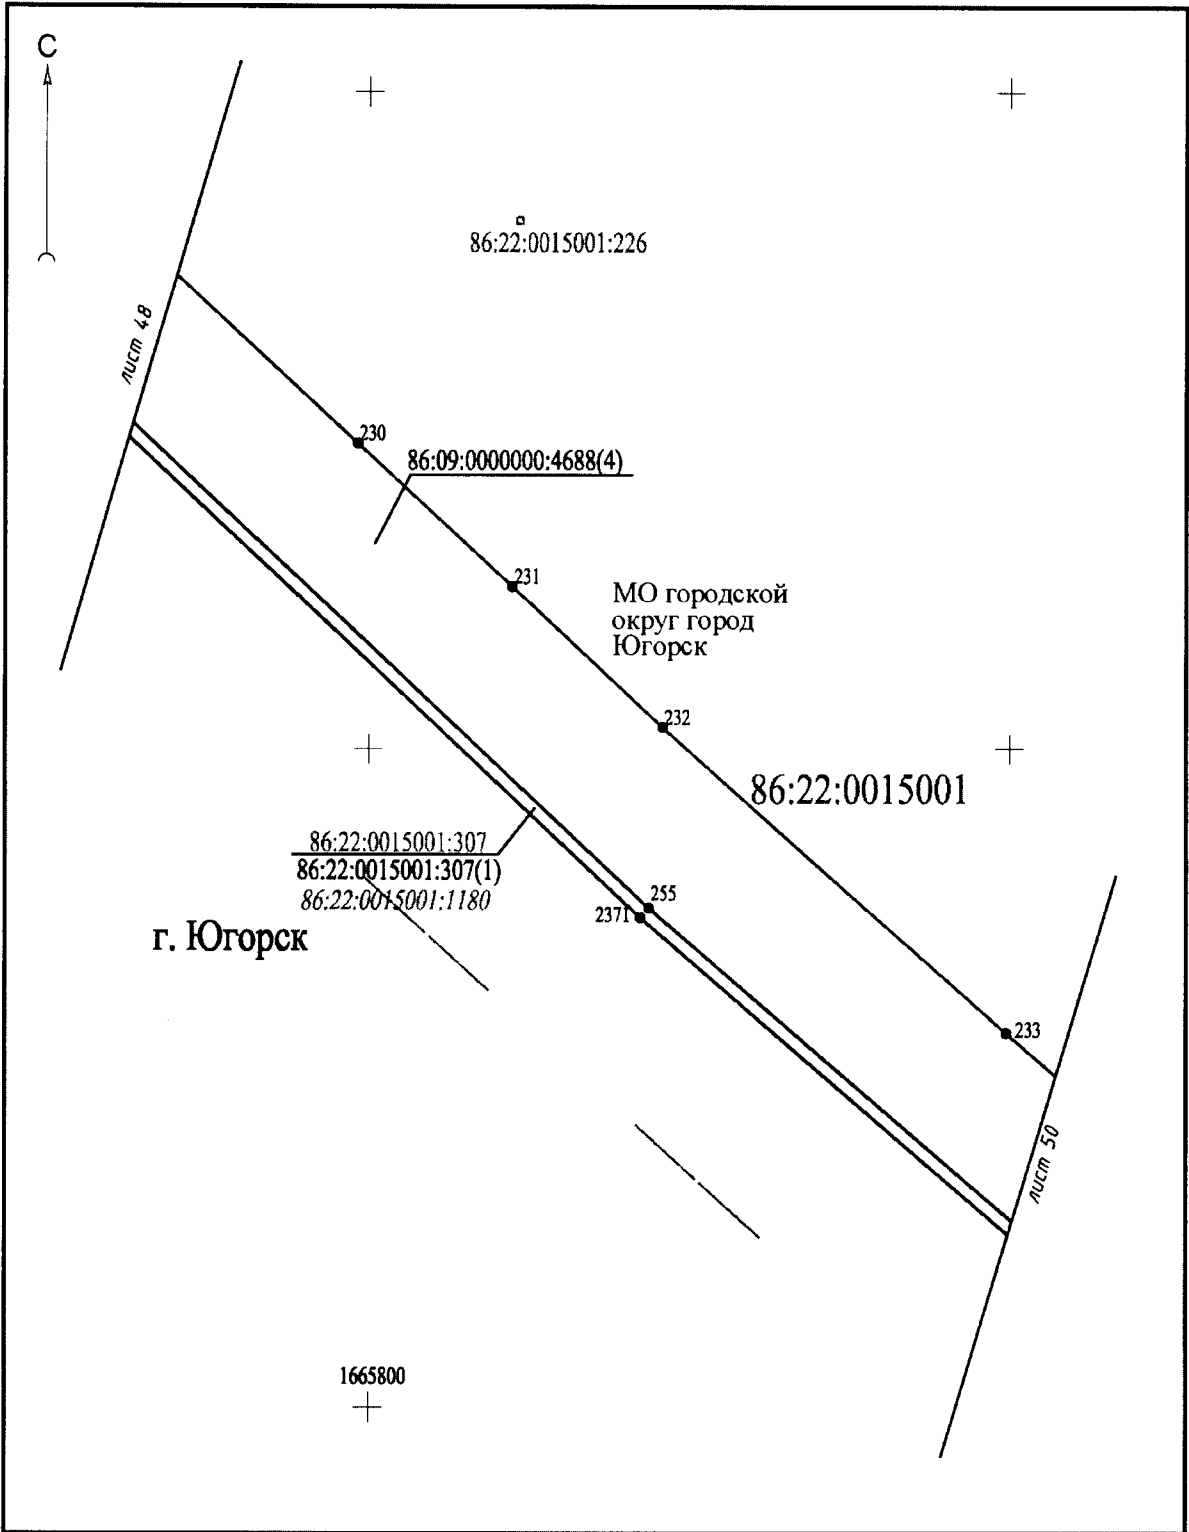 С
86:22:0015001:226
лист 48
230
86:09:0000000:4688(4)
231
МО городской
округ город
Югорск
232
86:22:0015001
86:22:0015001:307
86:22:0015001:307(1)
86:22:0015001:1180
255
2371
г. Югорск
233
лист 50
1665800